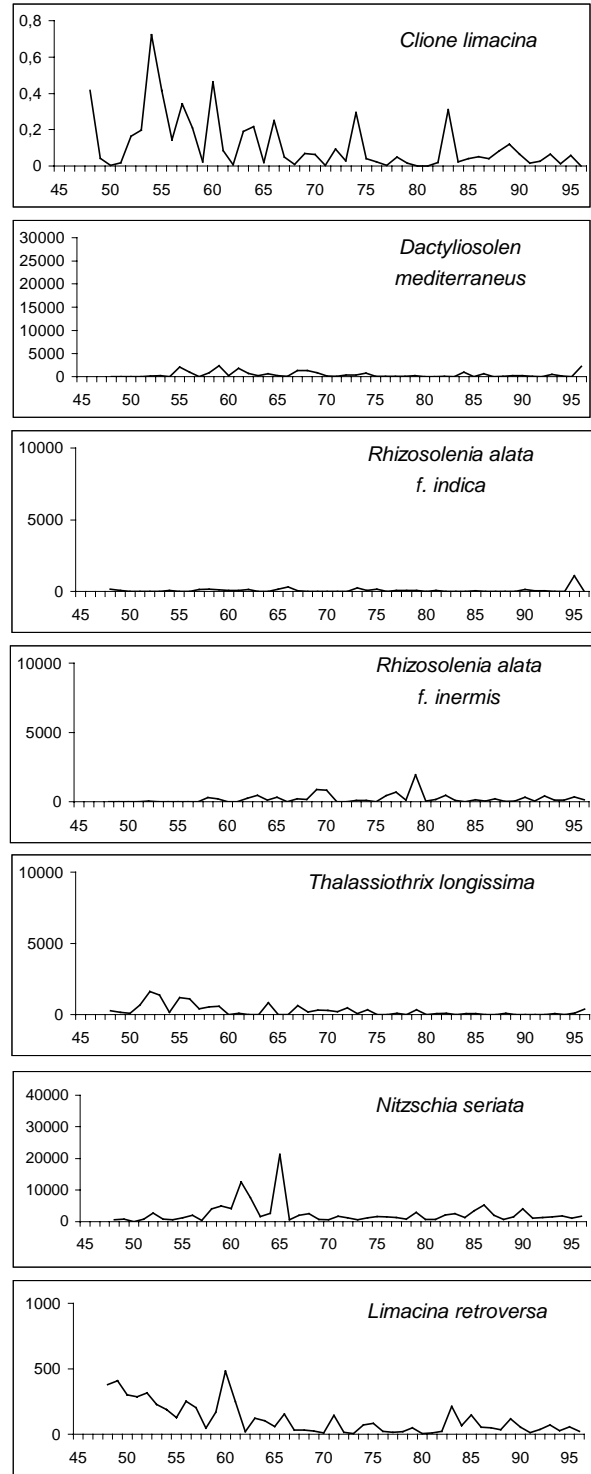 Clione limacina
0,8
0,6
0,4
0,2
0
45 50 55 60 65 70 75 80 85 90 95
Dactyliosolen
mediterraneus
30000
25000
20000
15000
10000
5000
0
45 50 55 60 65 70 75 80 85 90 95
Rhizosolenia alata
f. indica
10000
5000
0
45 50 55 60 65 70 75 80 85 90 95
Rhizosolenia alata
f. inermis
10000
5000
0
45 50 55 60 65 70 75 80 85 90 95
Thalassiothrix longissima
10000
5000
0
45 50 55 60 65 70 75 80 85 90 95
Nitzschia seriata
40000
30000
20000
10000
0
45 50 55 60 65 70 75 80 85 90 95
Limacina retroversa
1000
500
0
45 50 55 60 65 70 75 80 85 90 95